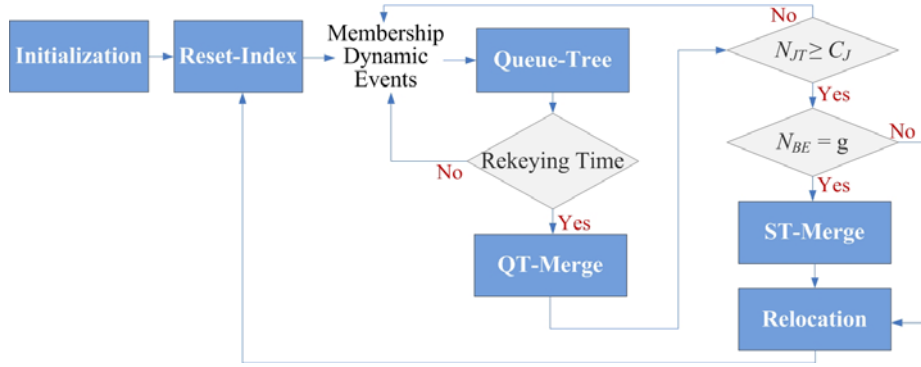 Initialization
Reset-Index
Membership
Dynamic
Events
Queue-Tree
Rekeying Time
No
Yes
QT-Merge
No
N_JT ≥ C_J
Yes
N_BE = g
No
Yes
ST-Merge
Relocation